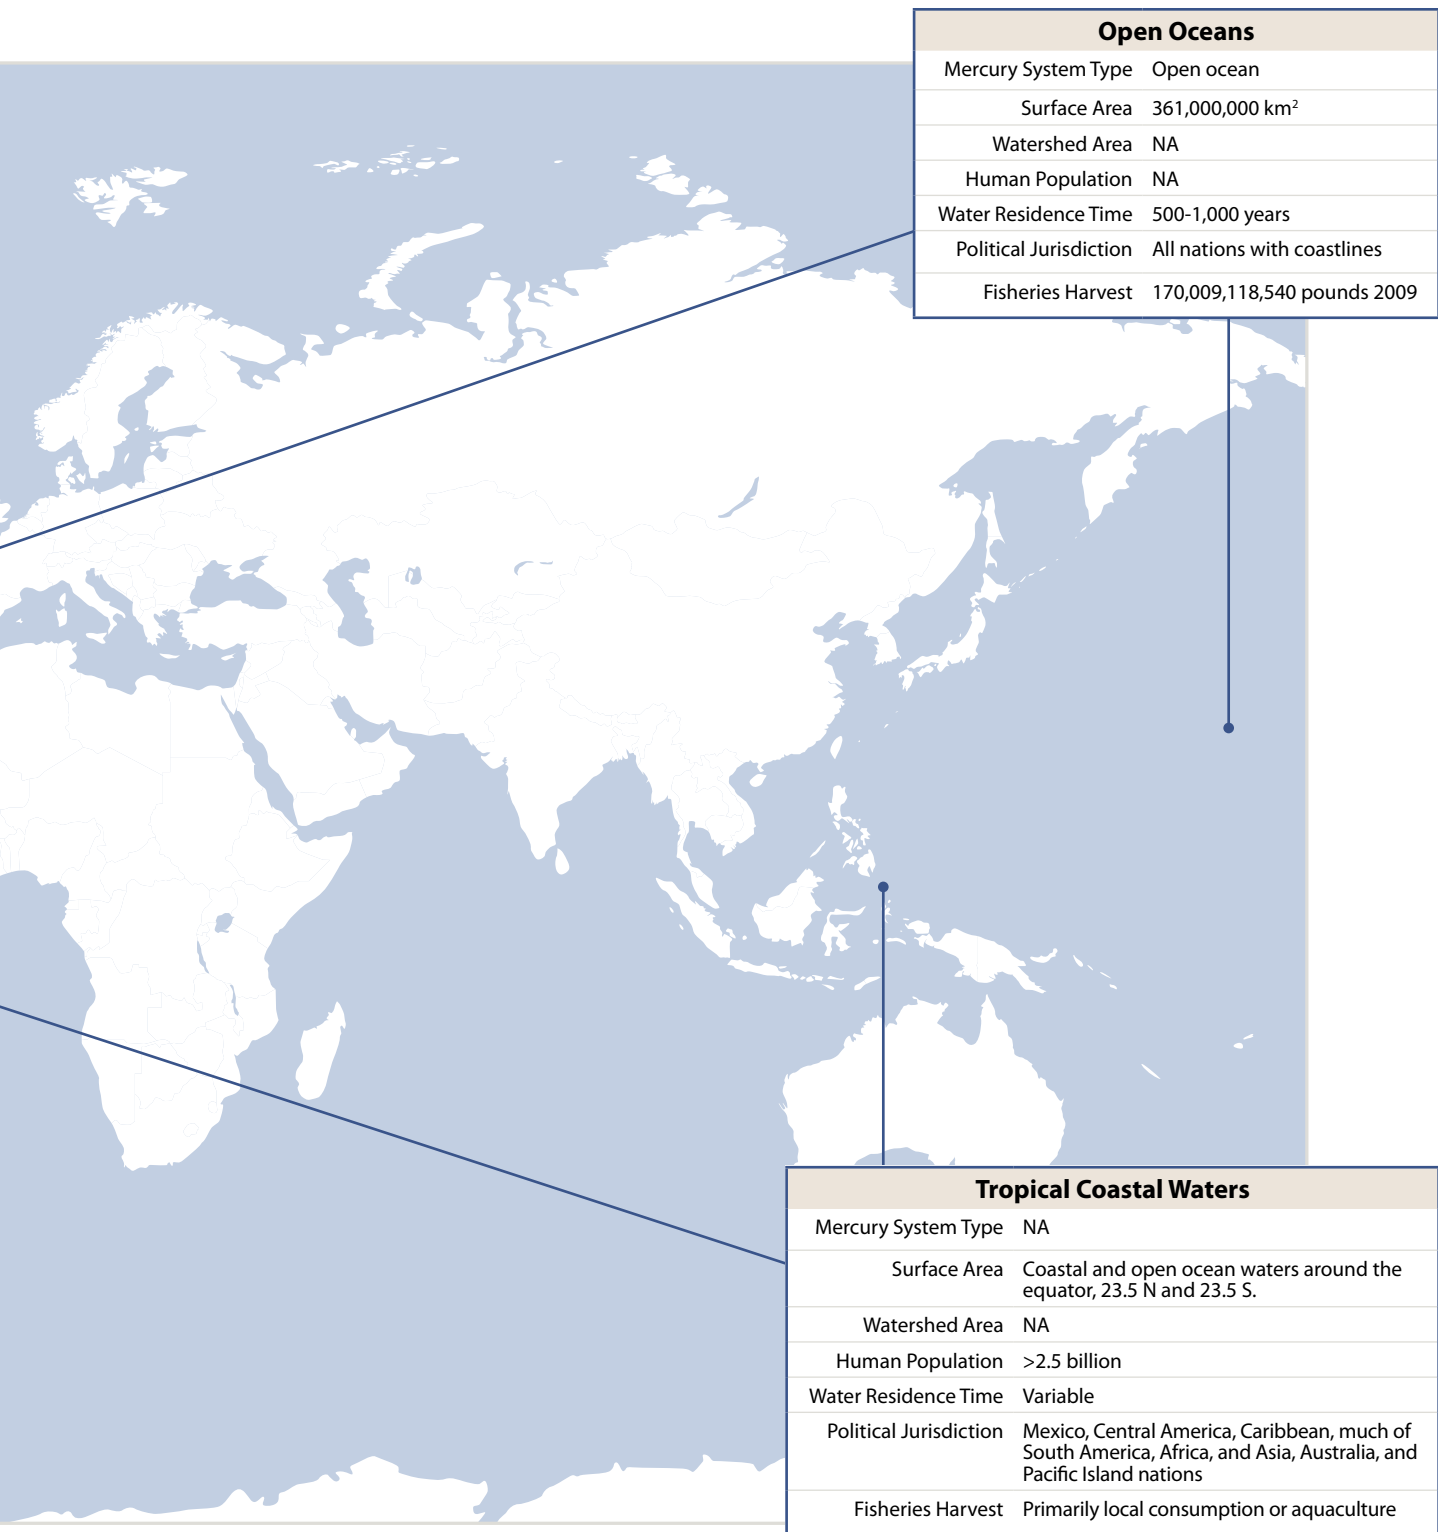 Open Oceans
Mercury System Type Open ocean
Surface Area 361,000,000 km²
Watershed Area NA
Human Population NA
Water Residence Time 500-1,000 years
Political Jurisdiction All nations with coastlines
Fisheries Harvest 170,009,118,540 pounds 2009
Tropical Coastal Waters
Mercury System Type NA
Surface Area Coastal and open ocean waters around the
equator, 23.5 N and 23.5 S.
Watershed Area NA
Human Population >2.5 billion
Water Residence Time Variable
Political Jurisdiction Mexico, Central America, Caribbean, much of
South America, Africa, and Asia, Australia, and
Pacific Island nations
Fisheries Harvest Primarily local consumption or aquaculture